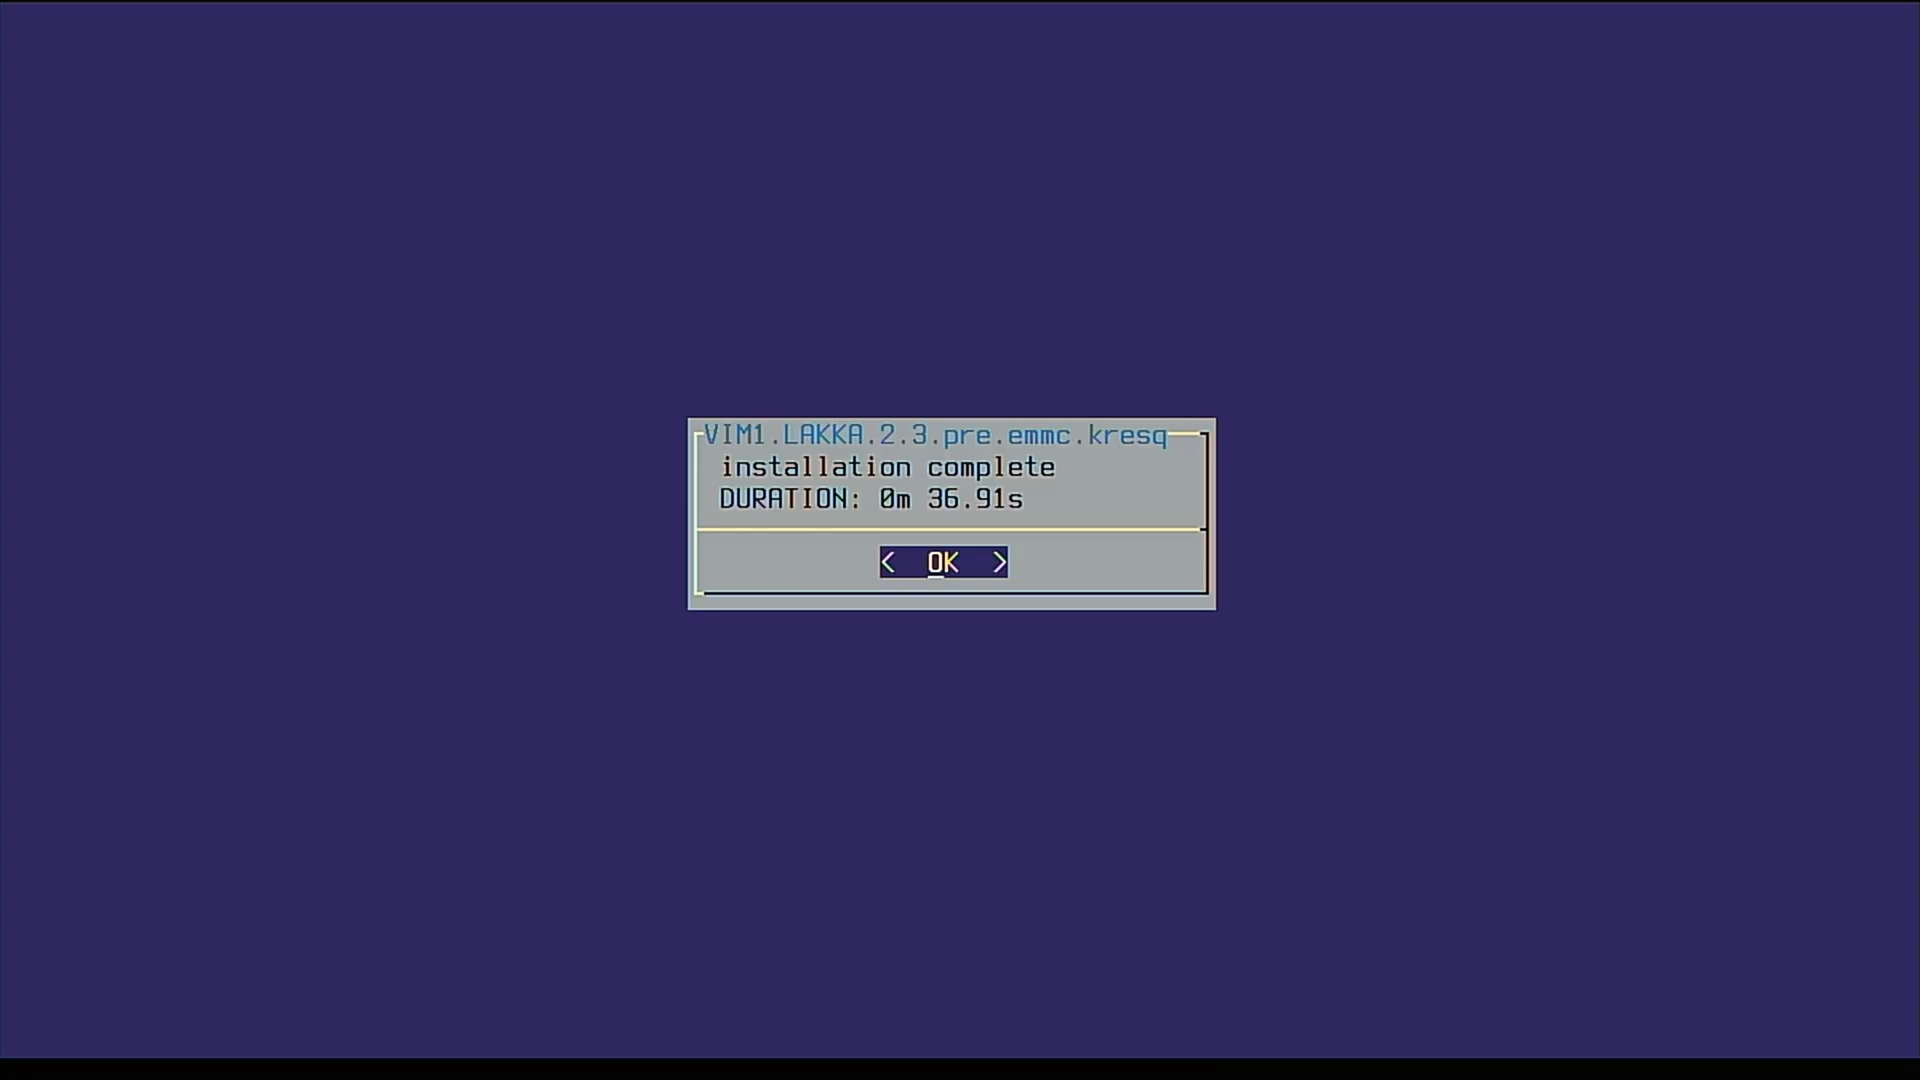 VIM1.LAKKA.2.3.pre.emmc.kresq
installation complete
DURATION: 0m 36.91s
< OK >